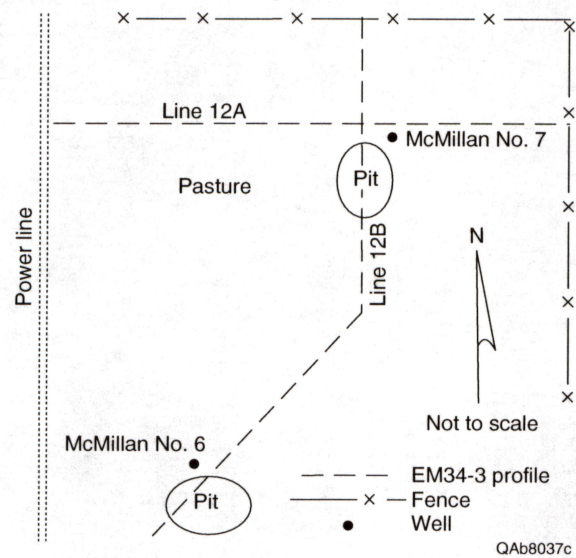 Line 12A
McMillan No. 7
Pit
Pasture
Power line
Line 12B
N
Not to scale
McMillan No. 6
Pit
EM34-3 profile
Fence
Well
QAb8037c